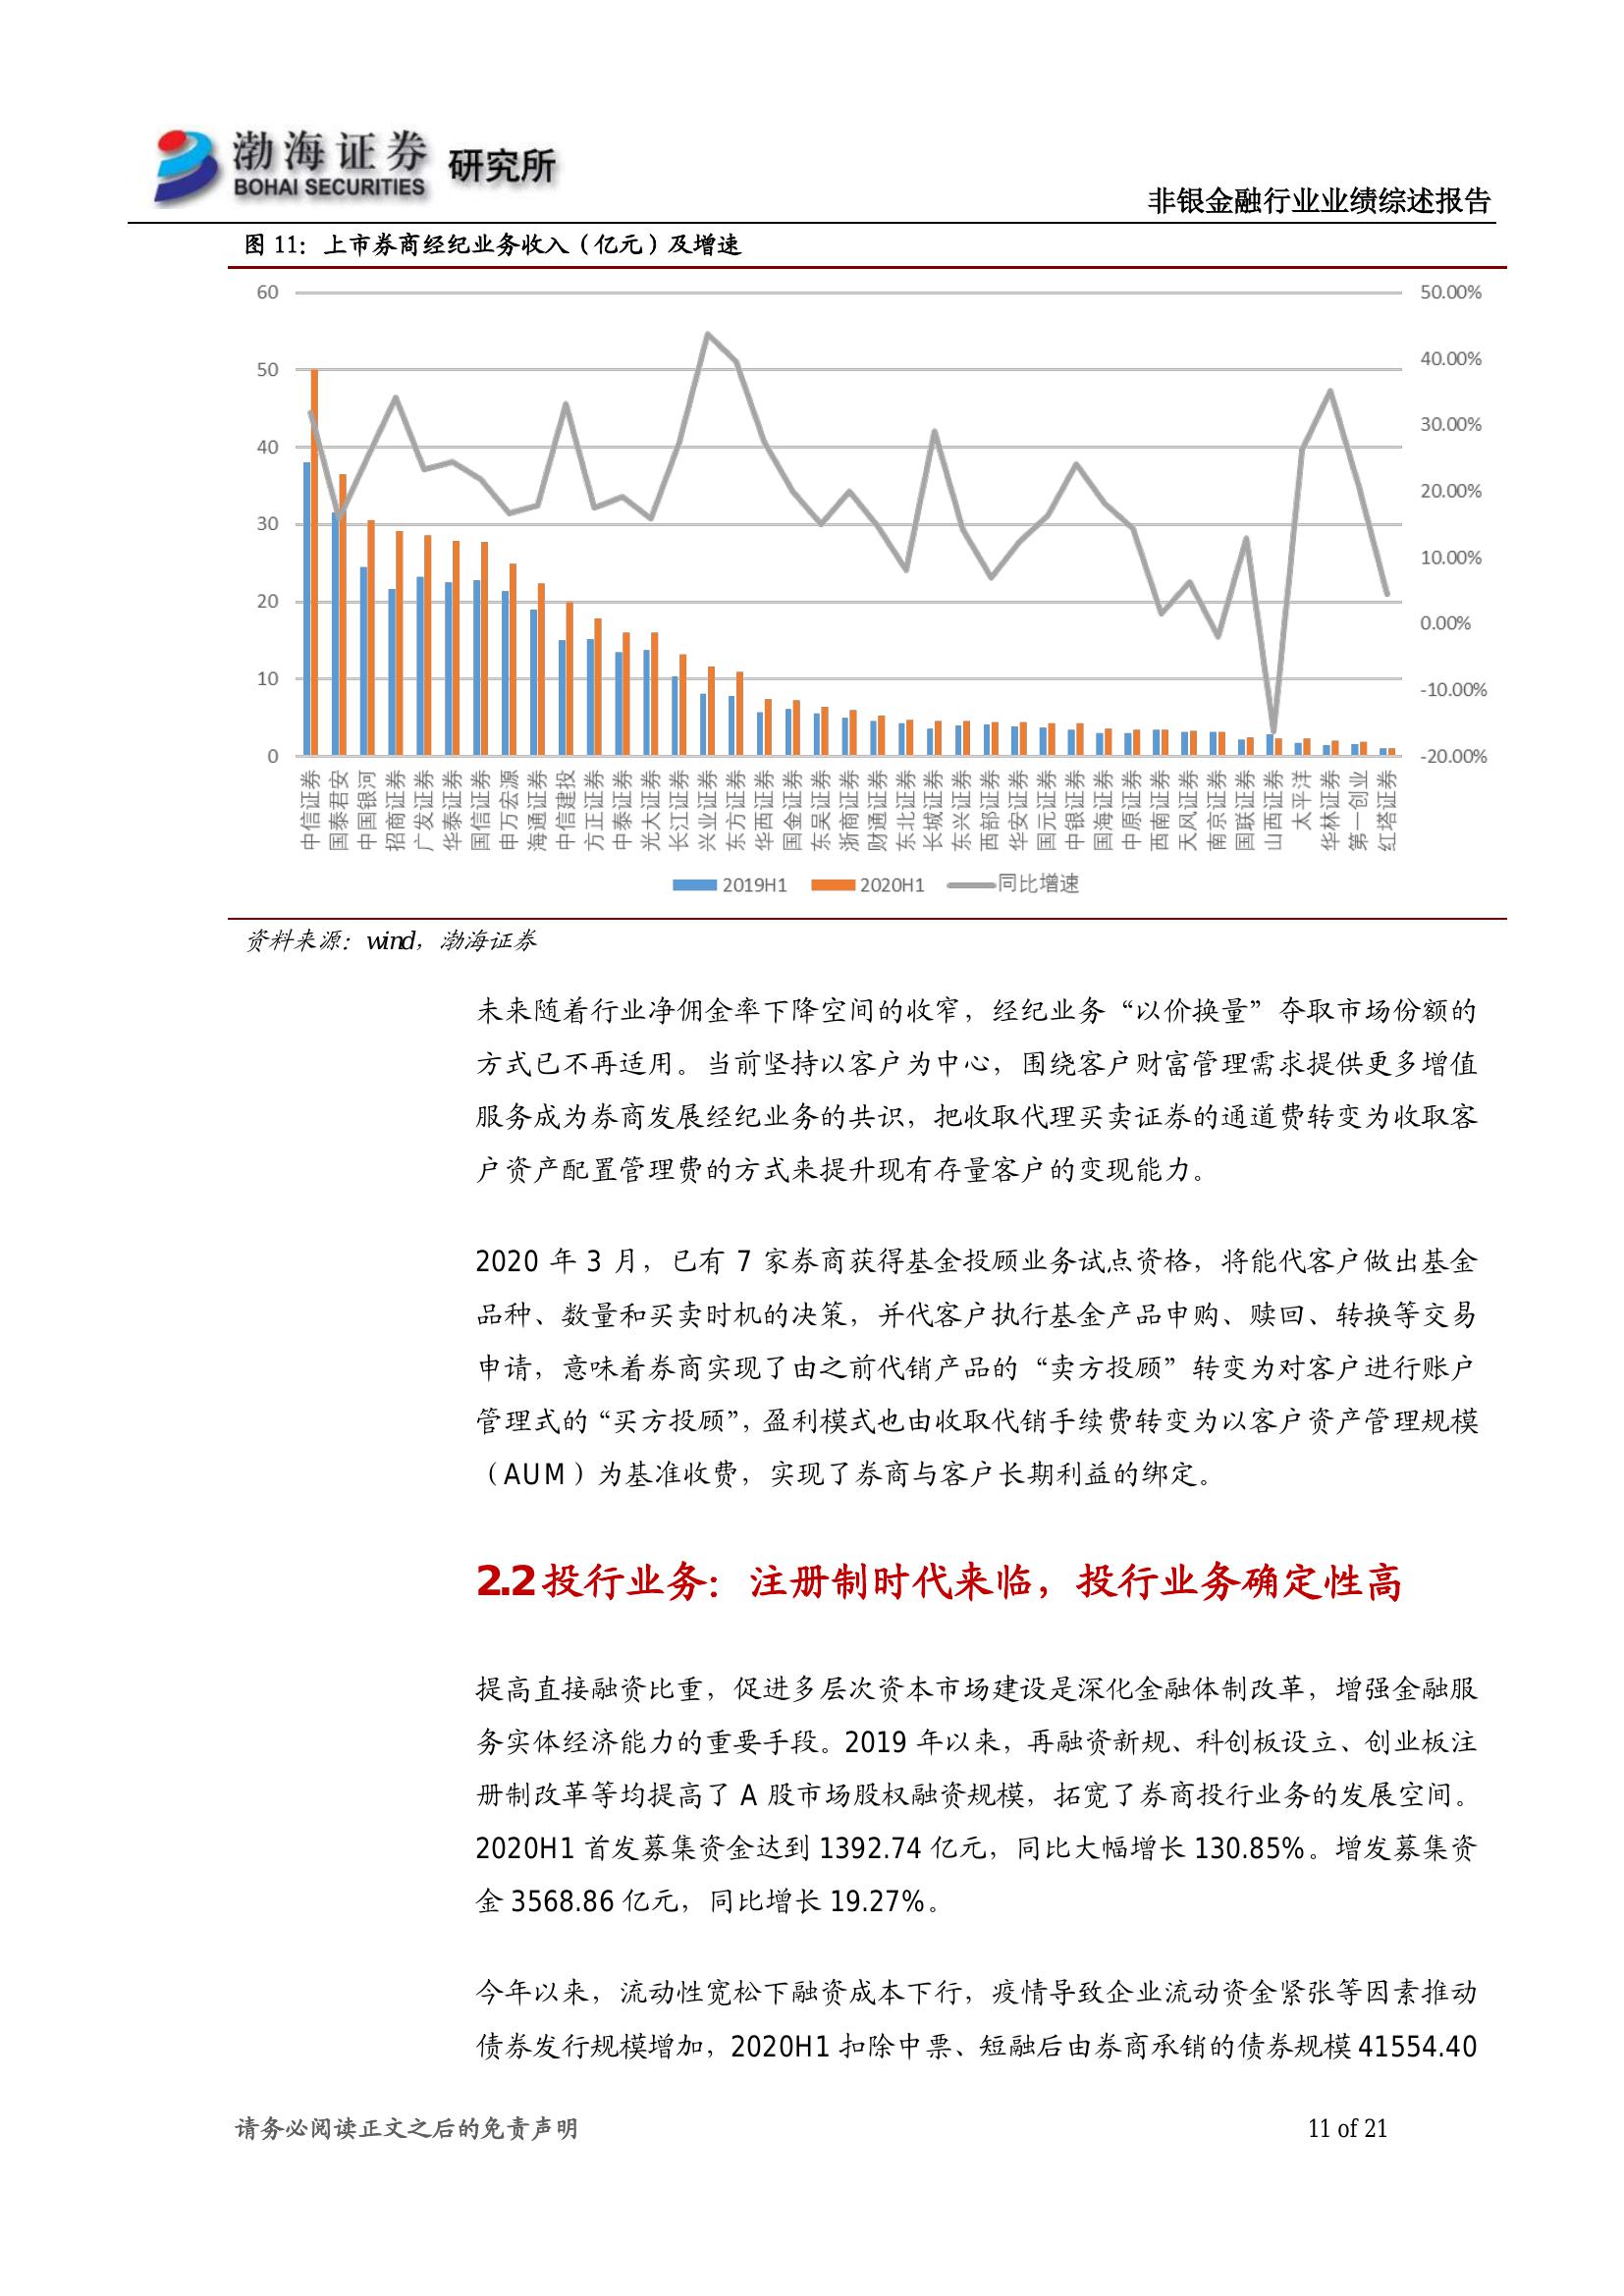 渤海证券 研究所
BOHAI SECURITIES
非银金融行业业绩综述报告
图 11：上市券商经纪业务收入（亿元）及增速
60
50
40
30
20
10
0
50.00%
40.00%
30.00%
20.00%
10.00%
0.00%
-10.00%
-20.00%
中信证券
国泰君安
中国银河
招商证券
广发证券
华泰证券
国信证券
申万宏源
海通证券
中信建投
方正证券
中泰证券
光大证券
长江证券
兴业证券
东方证券
华西证券
国金证券
东吴证券
浙商证券
财通证券
东北证券
长城证券
东兴证券
西部证券
华安证券
国元证券
中银证券
国海证券
中原证券
西南证券
天风证券
南京证券
国联证券
山西证券
太平洋
华林证券
第一创业
红塔证券
2019H1 2020H1 同比增速
资料来源：wind，渤海证券
未来随着行业净佣金率下降空间的收窄，经纪业务“以价换量”夺取市场份额的
方式已不再适用。当前坚持以客户为中心，围绕客户财富管理需求提供更多增值
服务成为券商发展经纪业务的共识，把收取代理买卖证券的通道费转变为收取客
户资产配置管理费的方式来提升现有存量客户的变现能力。
2020 年 3 月，已有 7 家券商获得基金投顾业务试点资格，将能代客户做出基金
品种、数量和买卖时机的决策，并代客户执行基金产品申购、赎回、转换等交易
申请，意味着券商实现了由之前代销产品的“卖方投顾”转变为对客户进行账户
管理式的“买方投顾”，盈利模式也由收取代销手续费转变为以客户资产管理规模
（AUM）为基准收费，实现了券商与客户长期利益的绑定。
2.2 投行业务：注册制时代来临，投行业务确定性高
提高直接融资比重，促进多层次资本市场建设是深化金融体制改革，增强金融服
务实体经济能力的重要手段。2019 年以来，再融资新规、科创板设立、创业板注
册制改革等均提高了 A 股市场股权融资规模，拓宽了券商投行业务的发展空间。
2020H1 首发募集资金达到 1392.74 亿元，同比大幅增长 130.85%。增发募集资
金 3568.86 亿元，同比增长 19.27%。
今年以来，流动性宽松下融资成本下行，疫情导致企业流动资金紧张等因素推动
债券发行规模增加，2020H1 扣除中票、短融后由券商承销的债券规模 41554.40
请务必阅读正文之后的免责声明
11 of 21